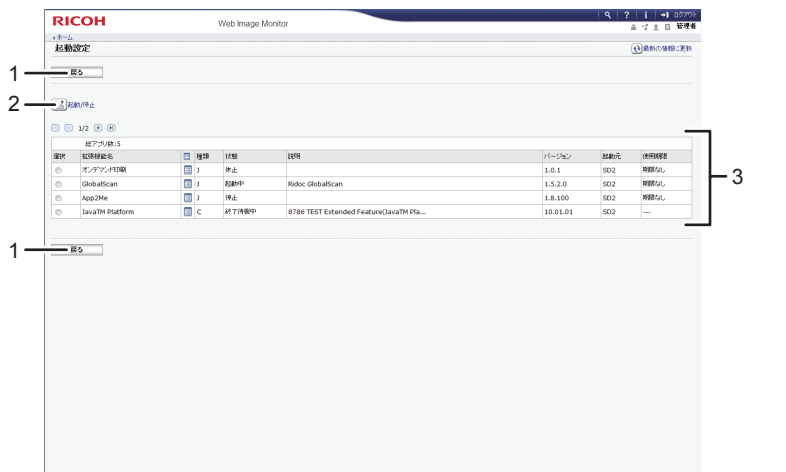 RICOH
Web Image Monitor
? i ログアウト
管理者
ホーム
起動設定
最新の情報に更新
1
戻る
2
起動/停止
1/2
総アプリ数:5
選択 拡張機能名 種類 状態 説明 バージョン 起動元 使用期限
オンデマンド印刷 J 休止 1.0.1 SD2 期限なし
GlobalScan J 起動中 Ridoc GlobalScan 1.5.2.0 SD2 期限なし
App2Me J 停止 1.8.100 SD2 期限なし
JavaTM Platform C 終了待機中 8786 TEST Extended Feature(JavaTM Pla... 10.01.01 SD2 ---
3
1
戻る